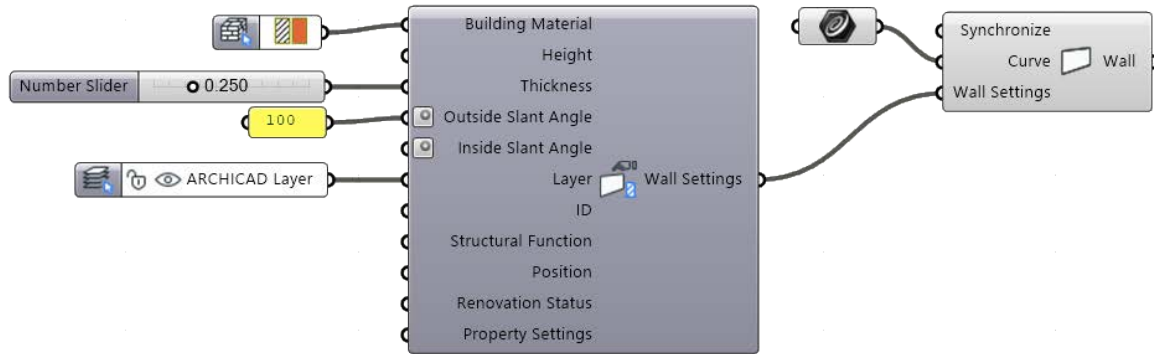 Building Material
Height
Number Slider 0.250
Thickness
100
Outside Slant Angle
Inside Slant Angle
ARCHICAD Layer
Layer
Wall Settings
ID
Structural Function
Position
Renovation Status
Property Settings
Synchronize
Curve
Wall
Wall Settings